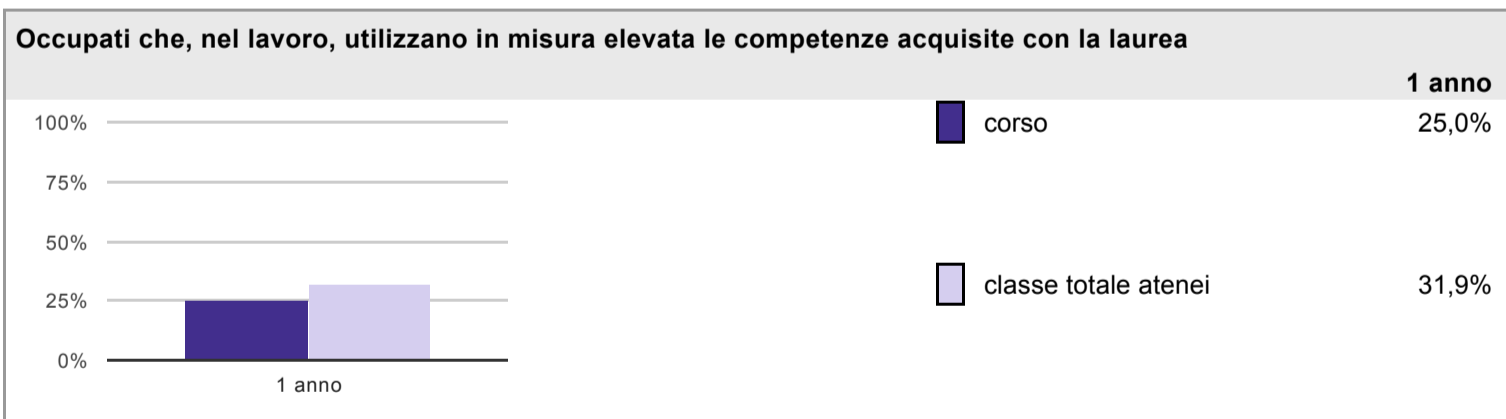 Occupati che, nel lavoro, utilizzano in misura elevata le competenze acquisite con la laurea
1 anno
100%
75%
50%
25%
0%
1 anno
corso 25,0%
classe totale atenei 31,9%